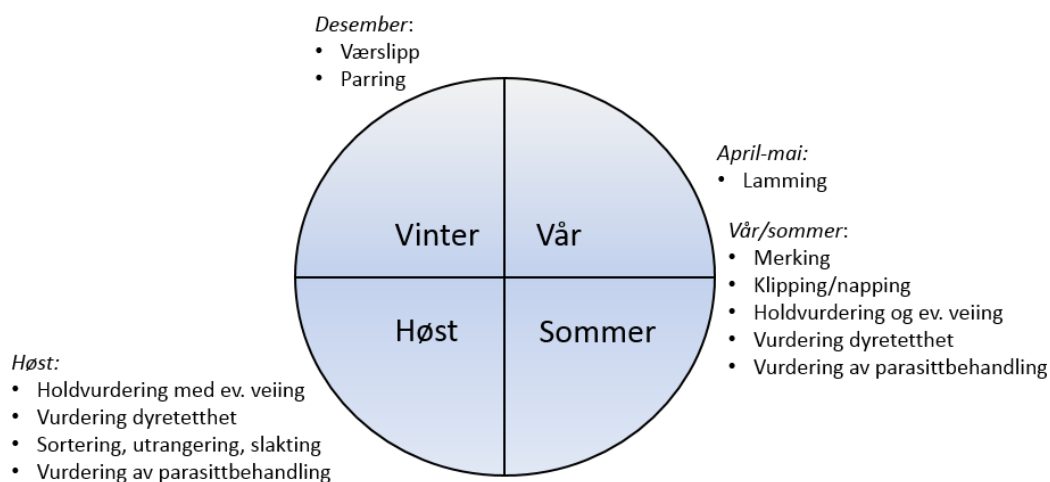 Desember:
• Værslipp
• Parring
April-mai:
• Lamming
Vinter
Vår
Vår/sommer:
• Merking
• Klipping/napping
• Holdvurdering og ev. veiing
• Vurdering dyretetthet
• Vurdering av parasittbehandling
Høst
Sommer
Høst:
• Holdvurdering med ev. veiing
• Vurdering dyretetthet
• Sortering, utrangering, slakting
• Vurdering av parasittbehandling